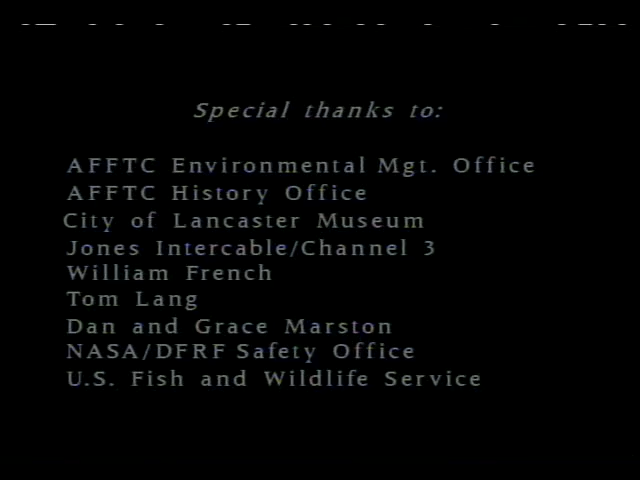 Special thanks to:
AFFTC Environmental Mgt. Office
AFFTC History Office
City of Lancaster Museum
Jones Intercable/Channel 3
William French
Tom Lang
Dan and Grace Marston
NASA/DFRF Safety Office
U.S. Fish and Wildlife Service